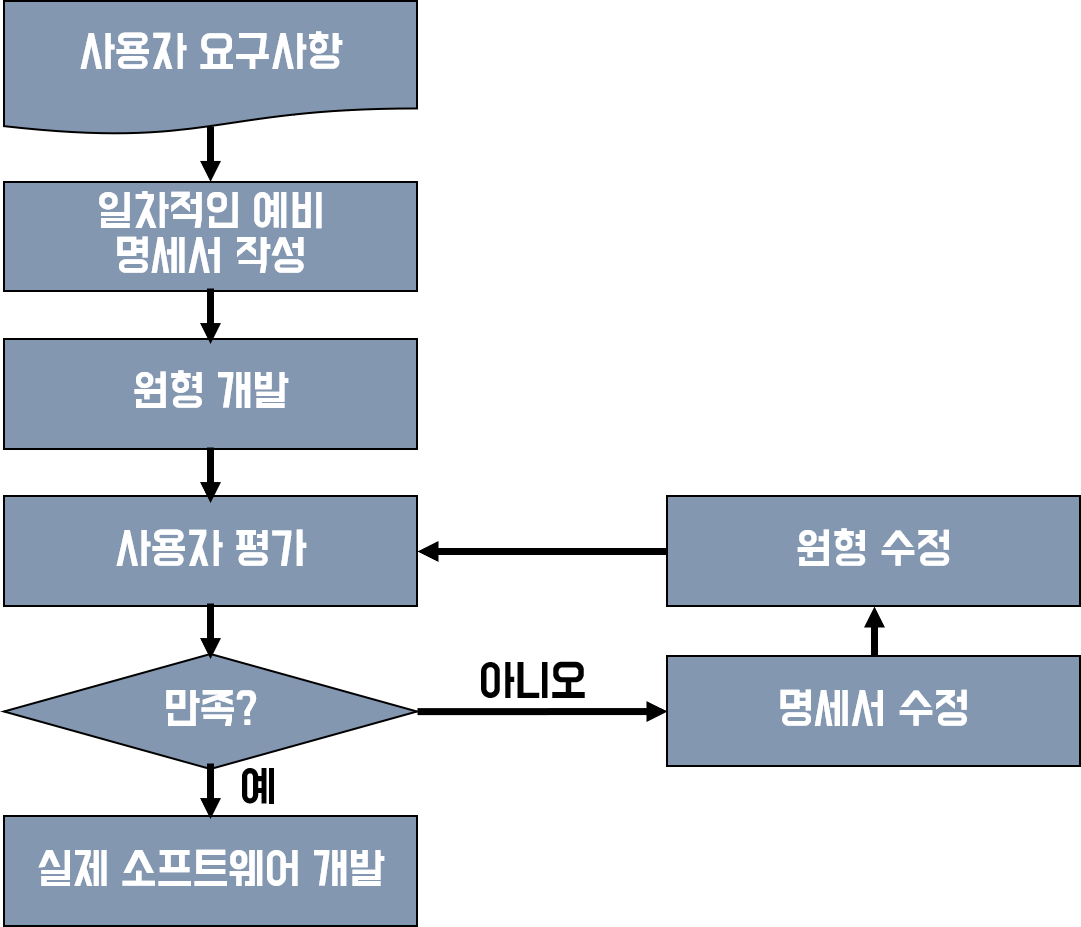 사용자 요구사항
일차적인 예비
명세서 작성
원형 개발
사용자 평가
원형 수정
만족?
아니오
명세서 수정
예
실제 소프트웨어 개발